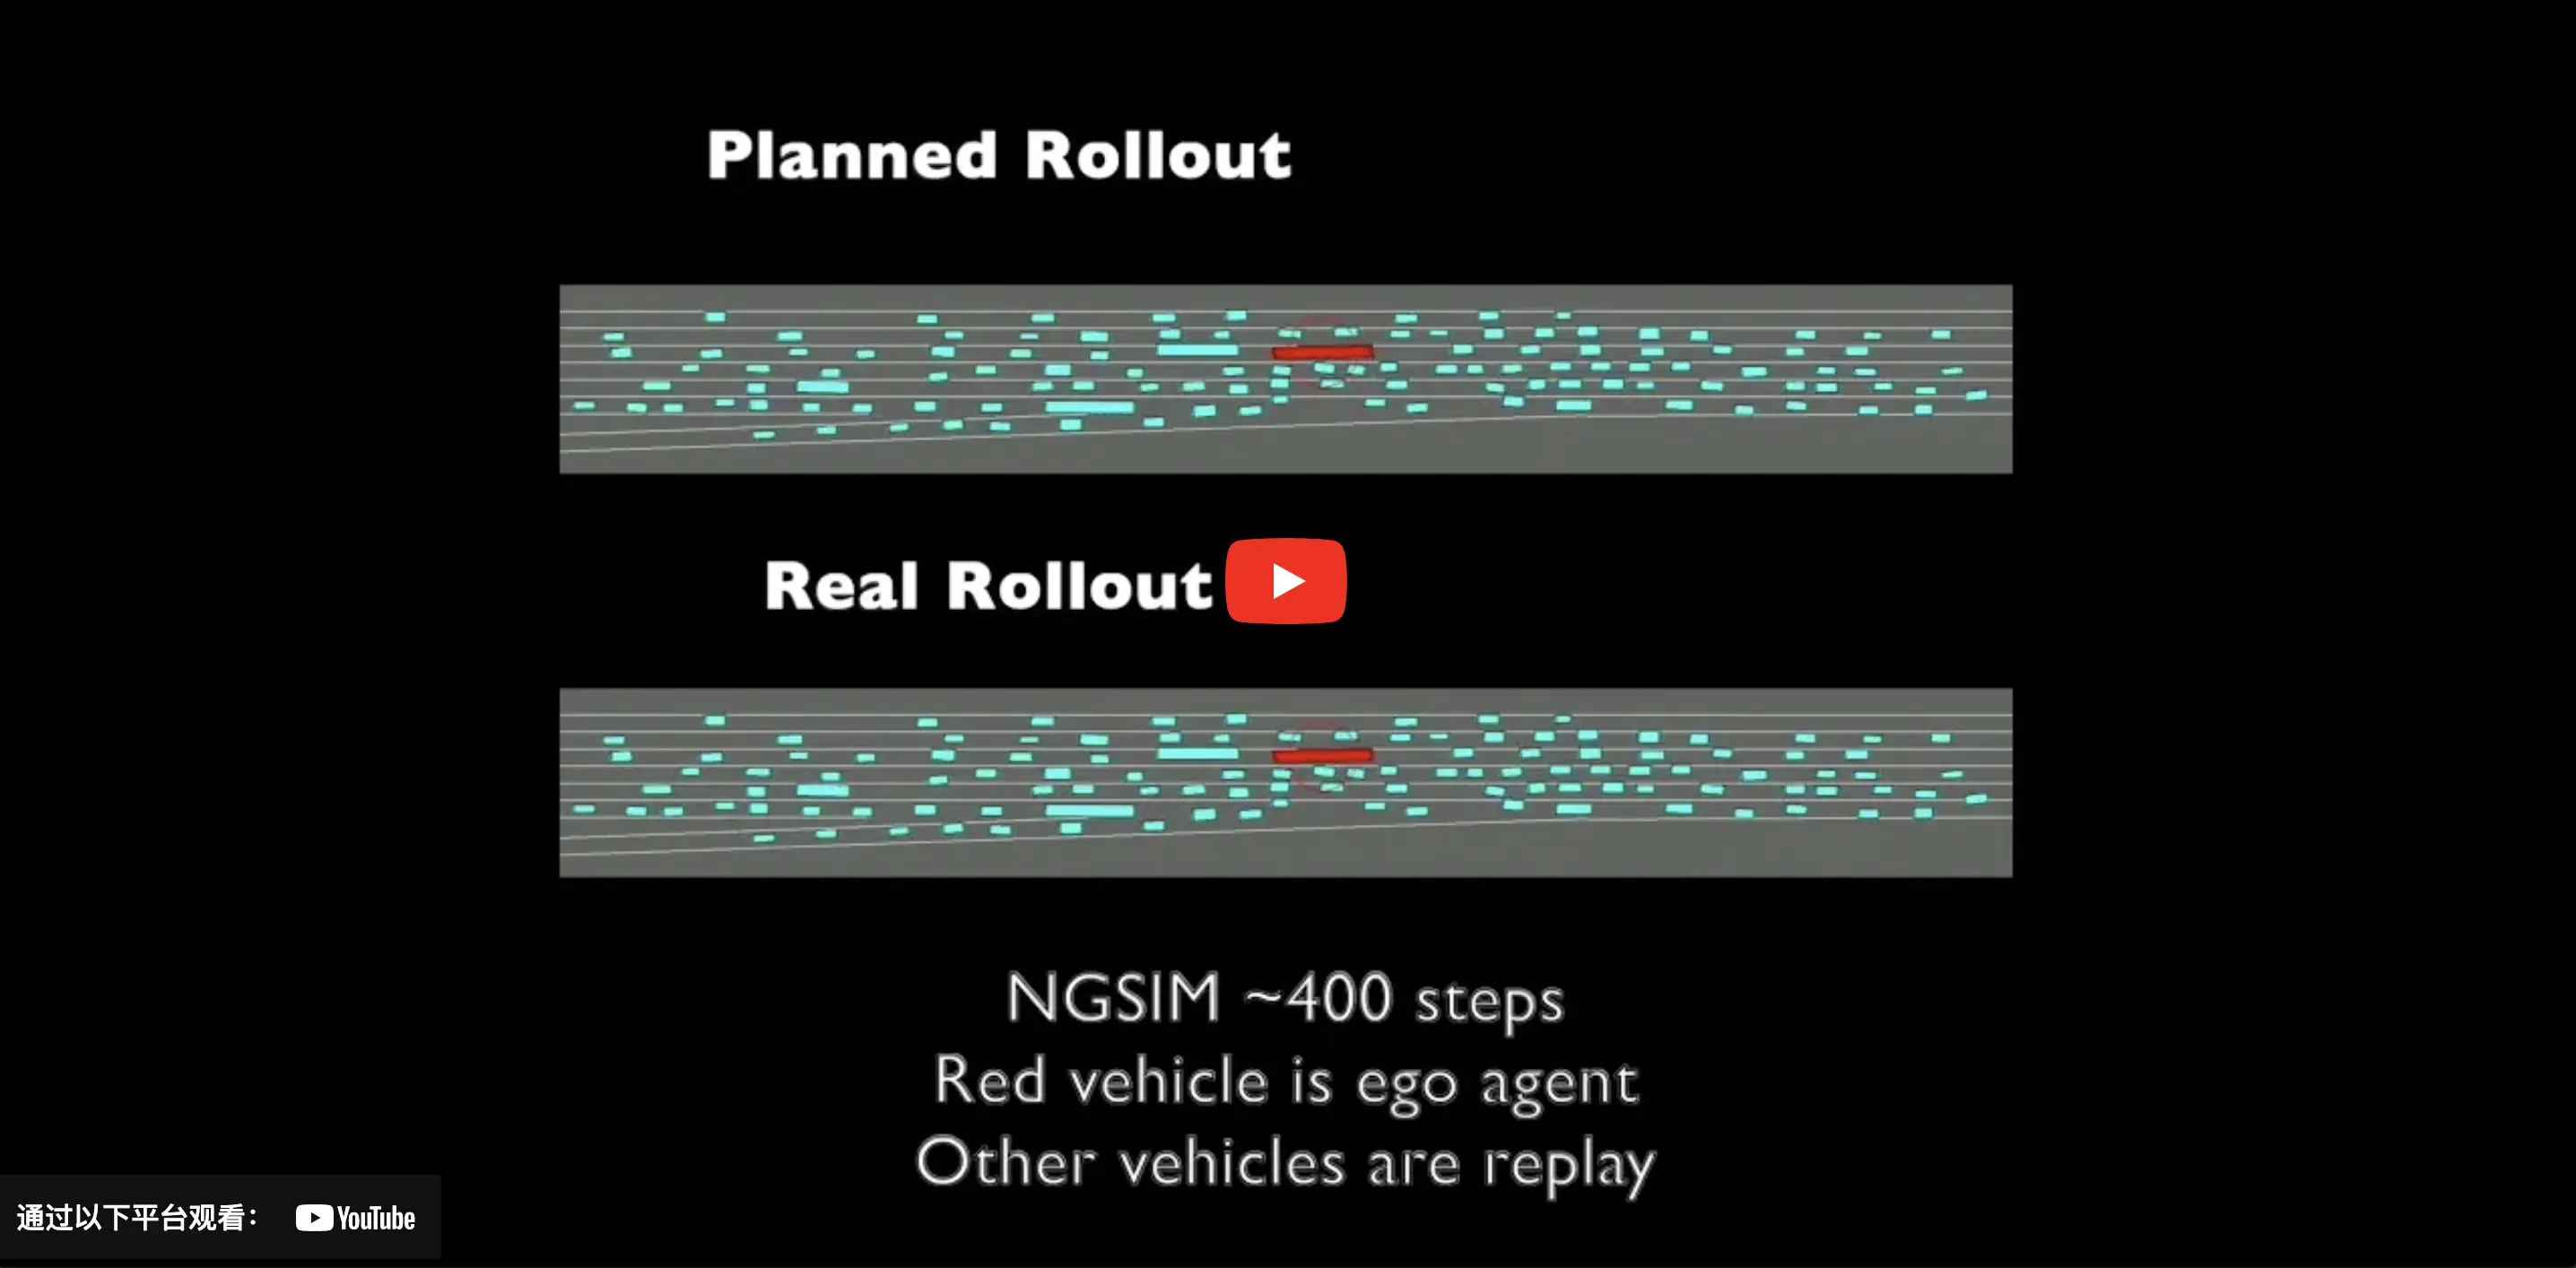 Planned Rollout
Real Rollout
NGSIM ~400 steps
Red vehicle is ego agent
Other vehicles are replay
通过以下平台观看： YouTube